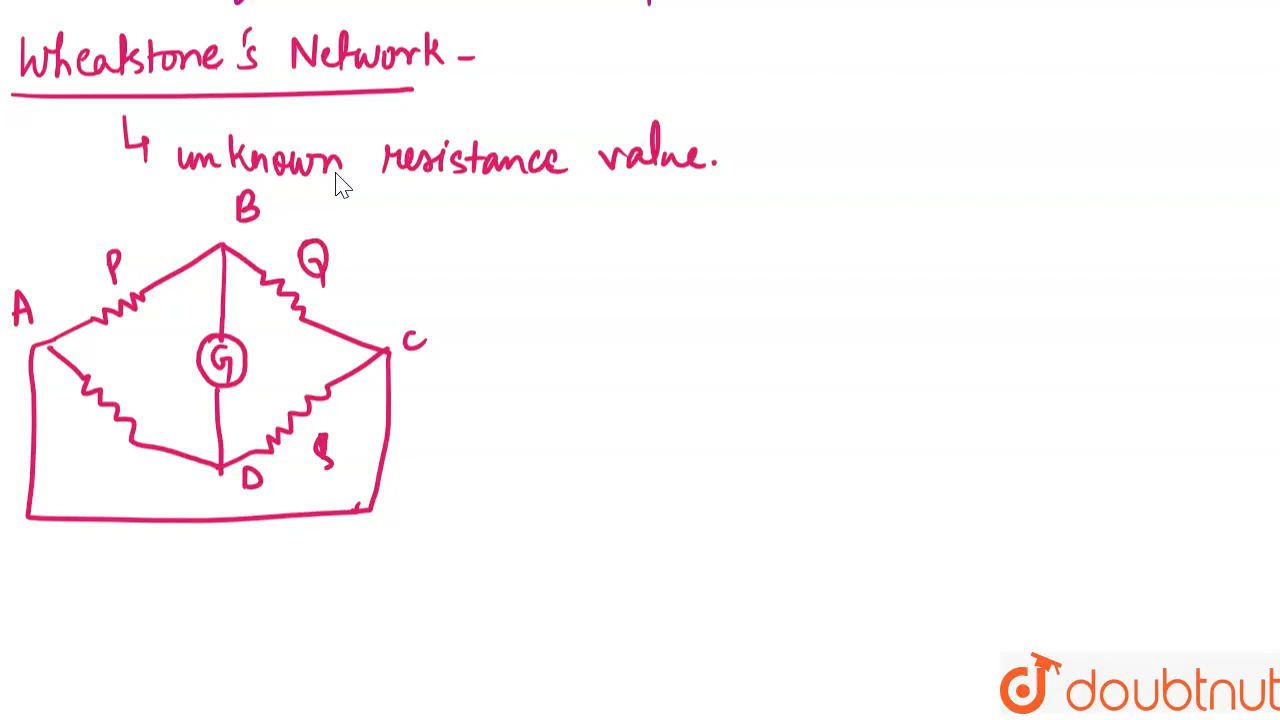 Wheatstone's Network -
↳ unknown resistance value.
B
P
Q
A
C
G
S
D
doubtnut